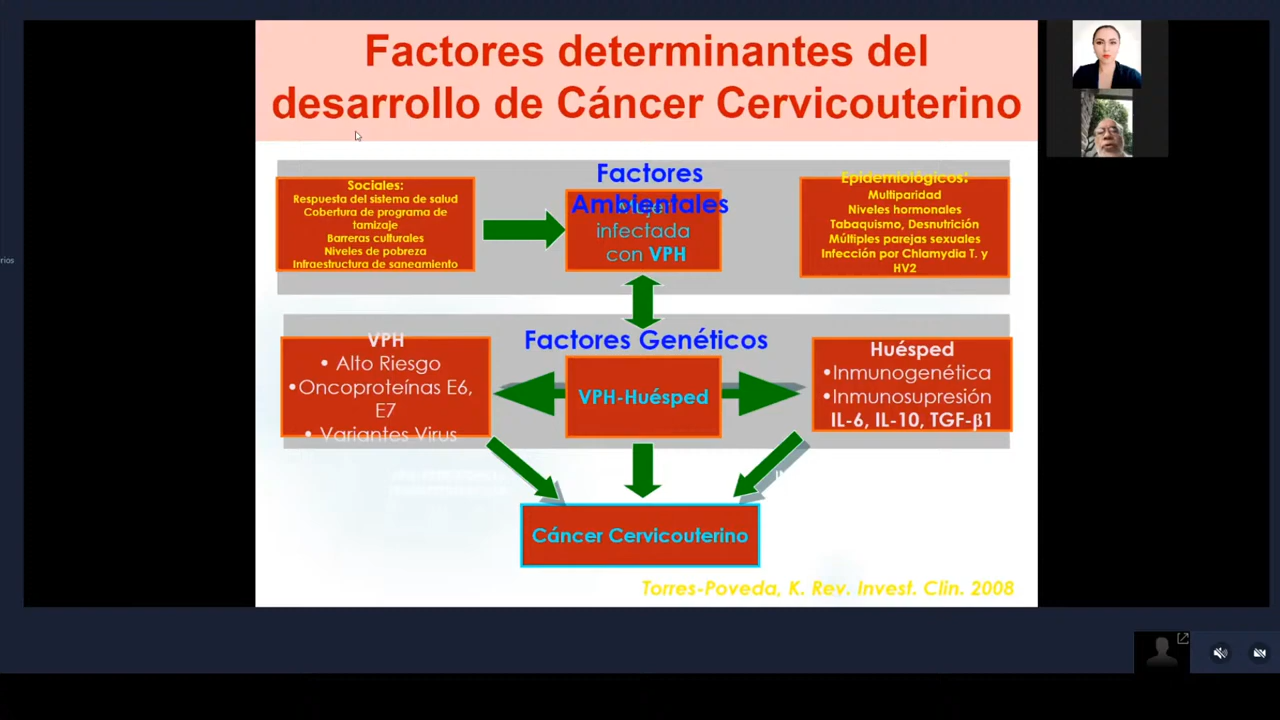 Factores determinantes del
desarrollo de Cáncer Cervicouterino
Sociales:
Respuesta del sistema de salud
Cobertura de programa de
tamizaje
Barreras culturales
Niveles de pobreza
Infraestructura de saneamiento
Factores
Ambientales
Mujer
infectada
con VPH
Epidemiológicos:
Multiparidad
Niveles hormonales
Tabaquismo, Desnutrición
Múltiples parejas sexuales
Infección por Chlamydia T. y
HV2
Factores Genéticos
VPH
• Alto Riesgo
•Oncoproteínas E6,
E7
• Variantes Virus
VPH-Huésped
Huésped
•Inmunogenética
•Inmunosupresión
IL-6, IL-10, TGF-β1
Cáncer Cervicouterino
Torres-Poveda, K. Rev. Invest. Clin. 2008